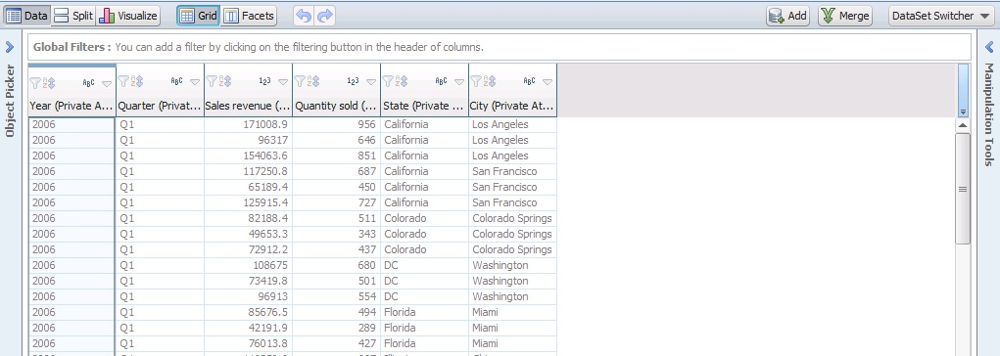 Data Split Visualize Grid Facets Add Merge DataSet Switcher
Global Filters : You can add a filter by clicking on the filtering button in the header of columns.
Object Picker
Manipulation Tools
ABC ABC 123 123 ABC ABC
Year (Private A... Quarter (Privat... Sales revenue (... Quantity sold (... State (Private ... City (Private At...
2006 Q1 171008.9 956 California Los Angeles
2006 Q1 96317 646 California Los Angeles
2006 Q1 154063.6 851 California Los Angeles
2006 Q1 117250.8 687 California San Francisco
2006 Q1 65189.4 450 California San Francisco
2006 Q1 125915.4 727 California San Francisco
2006 Q1 82188.4 511 Colorado Colorado Springs
2006 Q1 49653.3 343 Colorado Colorado Springs
2006 Q1 72912.2 437 Colorado Colorado Springs
2006 Q1 108675 680 DC Washington
2006 Q1 73419.8 501 DC Washington
2006 Q1 96913 554 DC Washington
2006 Q1 85676.5 494 Florida Miami
2006 Q1 42191.9 289 Florida Miami
2006 Q1 76013.8 427 Florida Miami